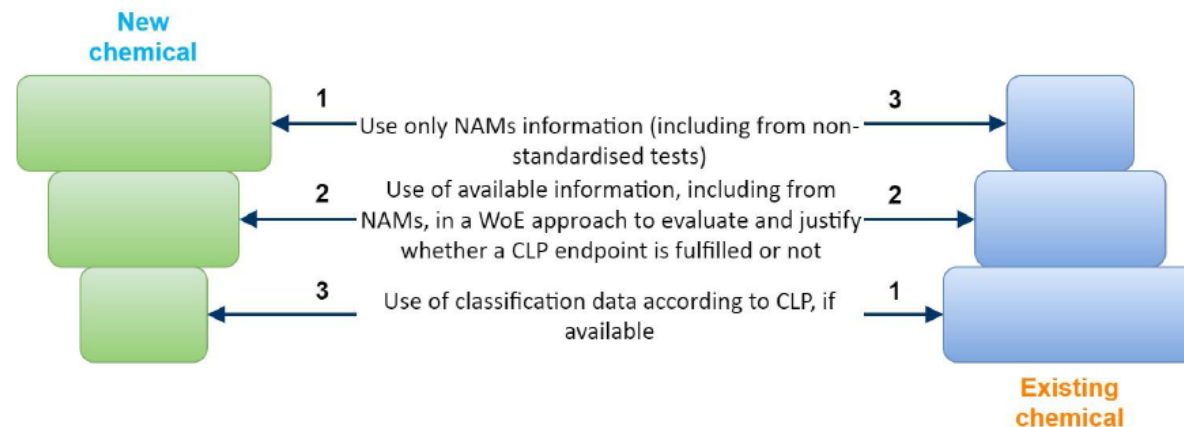 New
chemical
1
3
Use only NAMs information (including from non-
standardised tests)
2
Use of available information, including from
NAMs, in a WoE approach to evaluate and justify
whether a CLP endpoint is fulfilled or not
2
3
Use of classification data according to CLP, if
available
1
Existing
chemical